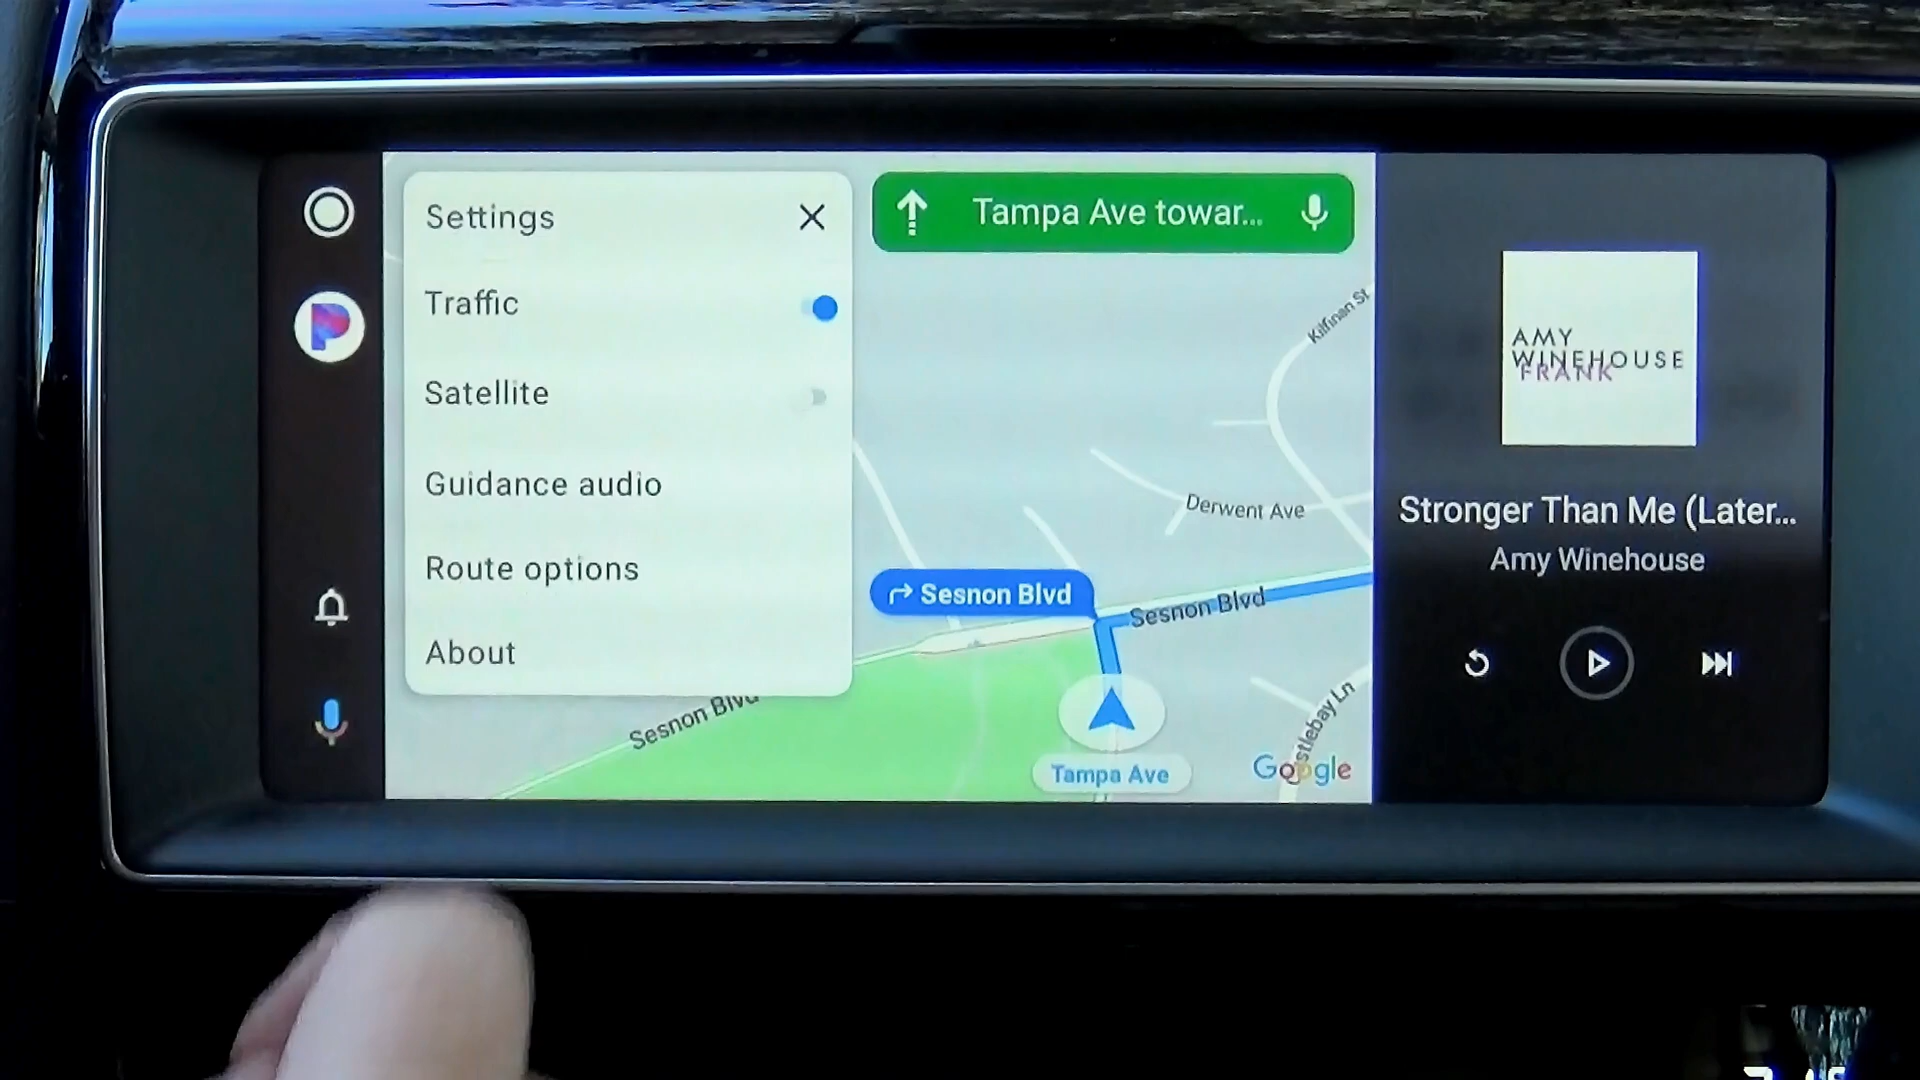 Settings
Traffic
Satellite
Guidance audio
Route options
About
Tampa Ave towar...
Kilfinan St
Derwent Ave
Sesnon Blvd
Sesnon Blvd
Sesnon Blvd
Tampa Ave
Google
AMY
WINEHOUSE
FRANK
Stronger Than Me (Later...
Amy Winehouse